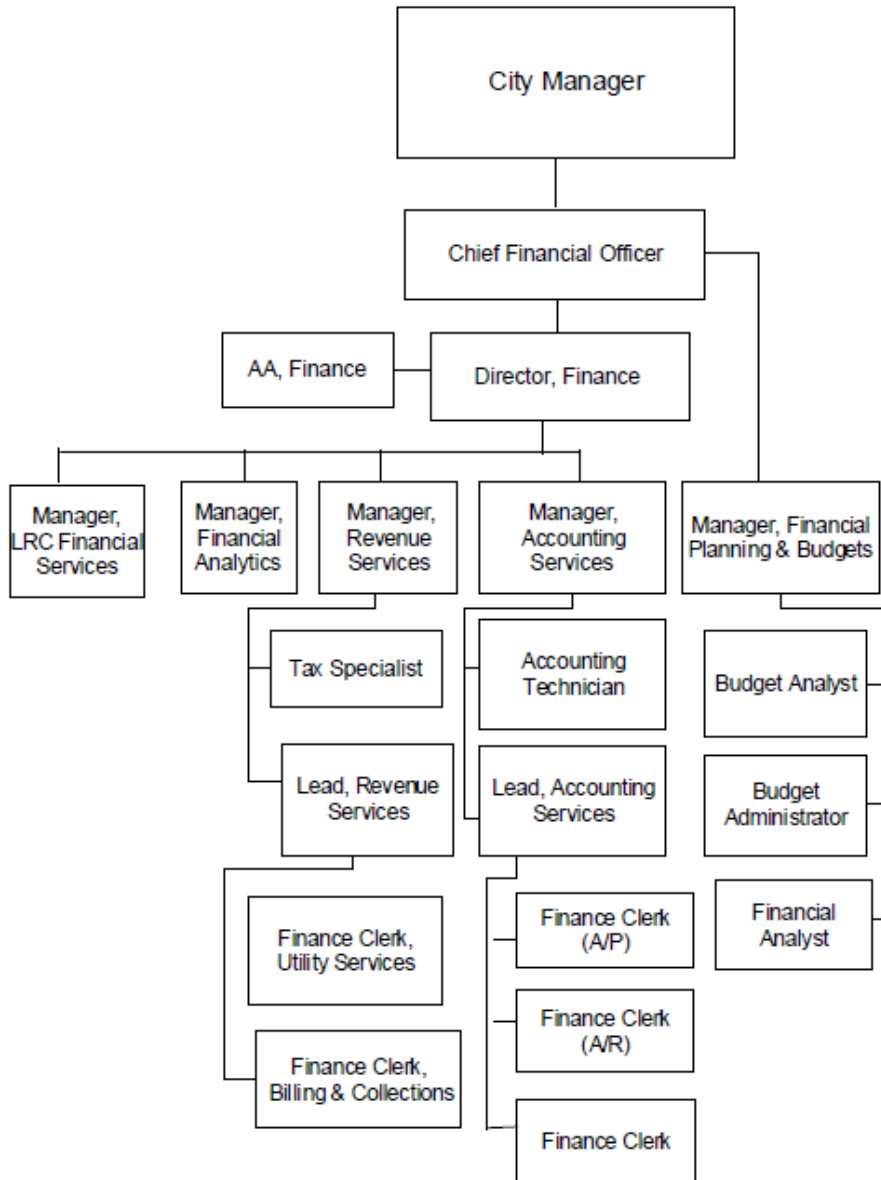 City Manager
Chief Financial Officer
AA, Finance
Director, Finance
Manager,
LRC Financial
Services
Manager,
Financial
Analytics
Manager,
Revenue
Services
Manager,
Accounting
Services
Manager, Financial
Planning & Budgets
Tax Specialist
Accounting
Technician
Budget Analyst
Lead, Revenue
Services
Lead, Accounting
Services
Budget
Administrator
Finance Clerk,
Utility Services
Finance Clerk
(A/P)
Financial
Analyst
Finance Clerk
(A/R)
Finance Clerk,
Billing & Collections
Finance Clerk